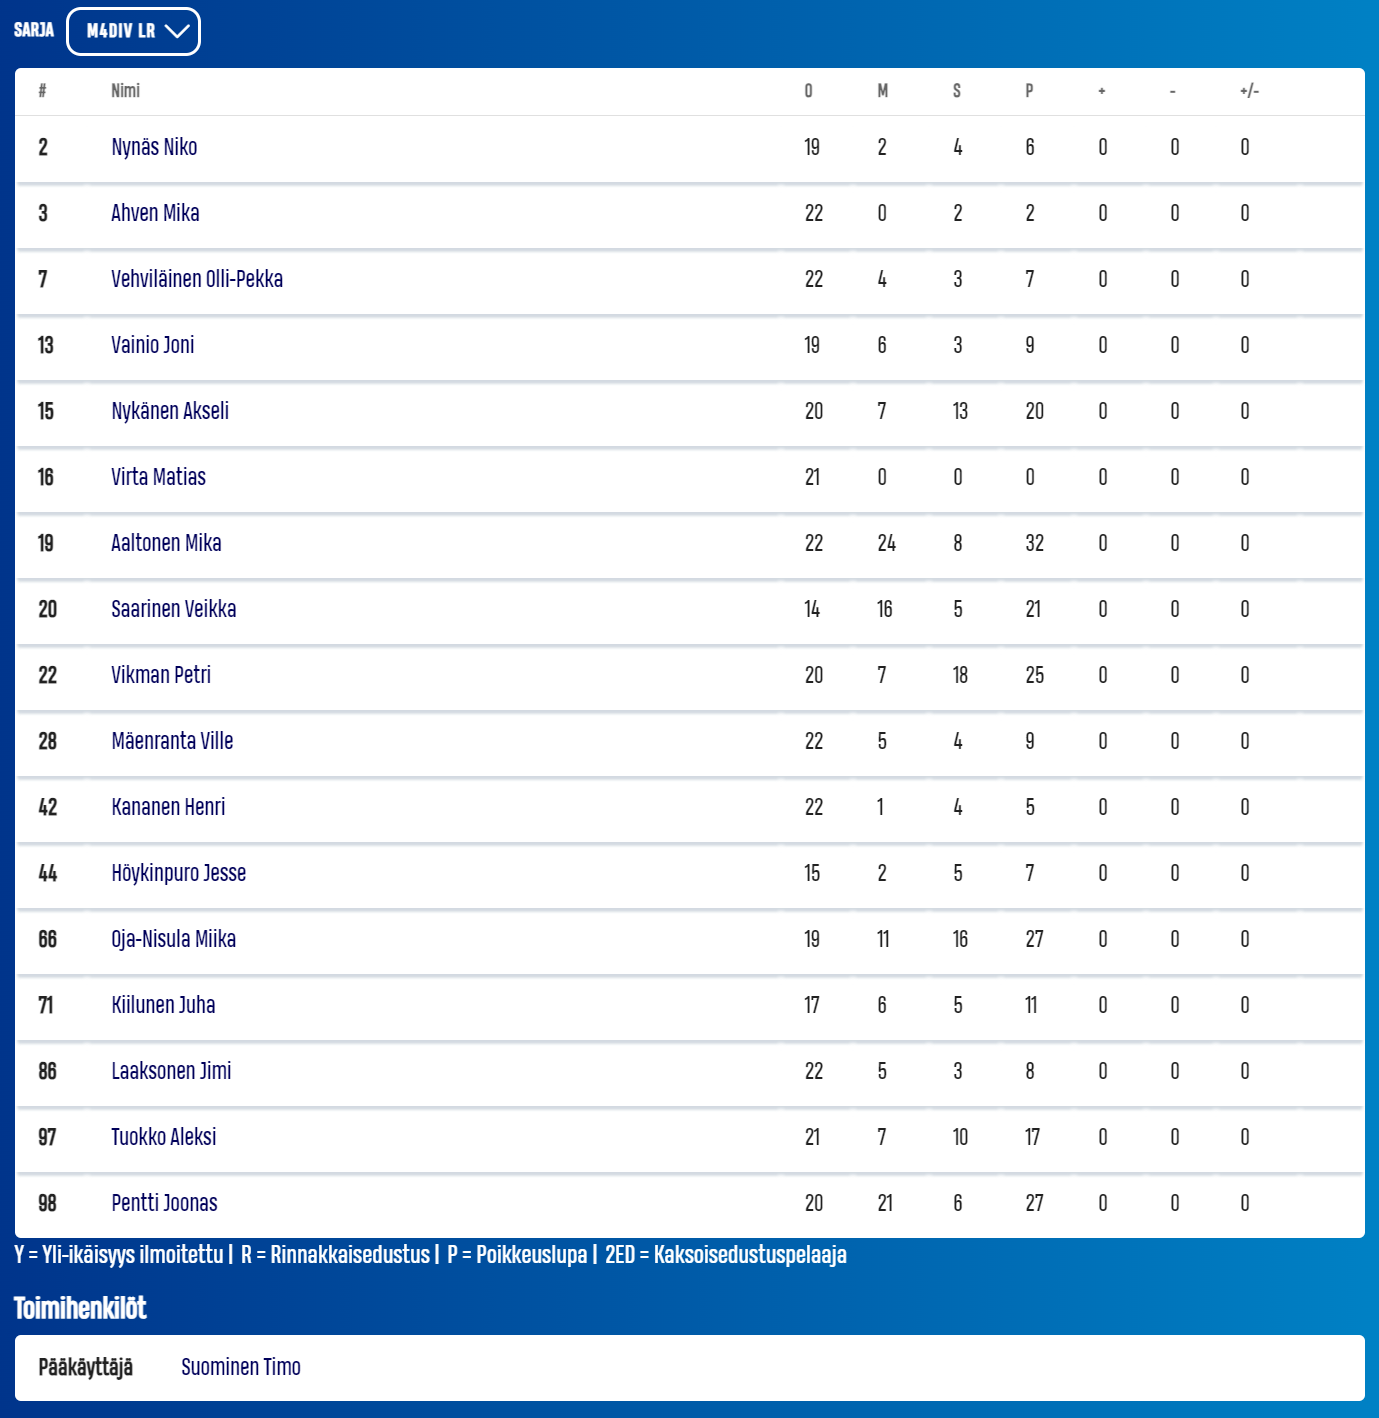 SARJA M4DIV LR
# Nimi O M S P + - +/-
2 Nynäs Niko 19 2 4 6 0 0 0
3 Ahven Mika 22 0 2 2 0 0 0
7 Vehviläinen Olli-Pekka 22 4 3 7 0 0 0
13 Vainio Joni 19 6 3 9 0 0 0
15 Nykänen Akseli 20 7 13 20 0 0 0
16 Virta Matias 21 0 0 0 0 0 0
19 Aaltonen Mika 22 24 8 32 0 0 0
20 Saarinen Veikka 14 16 5 21 0 0 0
22 Vikman Petri 20 7 18 25 0 0 0
28 Mäenranta Ville 22 5 4 9 0 0 0
42 Kananen Henri 22 1 4 5 0 0 0
44 Höykinpuro Jesse 15 2 5 7 0 0 0
66 Oja-Nisula Miika 19 11 16 27 0 0 0
71 Kiilunen Juha 17 6 5 11 0 0 0
86 Laaksonen Jimi 22 5 3 8 0 0 0
97 Tuokko Aleksi 21 7 10 17 0 0 0
98 Pentti Joonas 20 21 6 27 0 0 0
Y = Yli-ikäisyys ilmoitettu | R = Rinnakkaisedustus | P = Poikkeuslupa | 2ED = Kaksoisedustuspelaaja
Toimihenkilöt
Pääkäyttäjä Suominen Timo